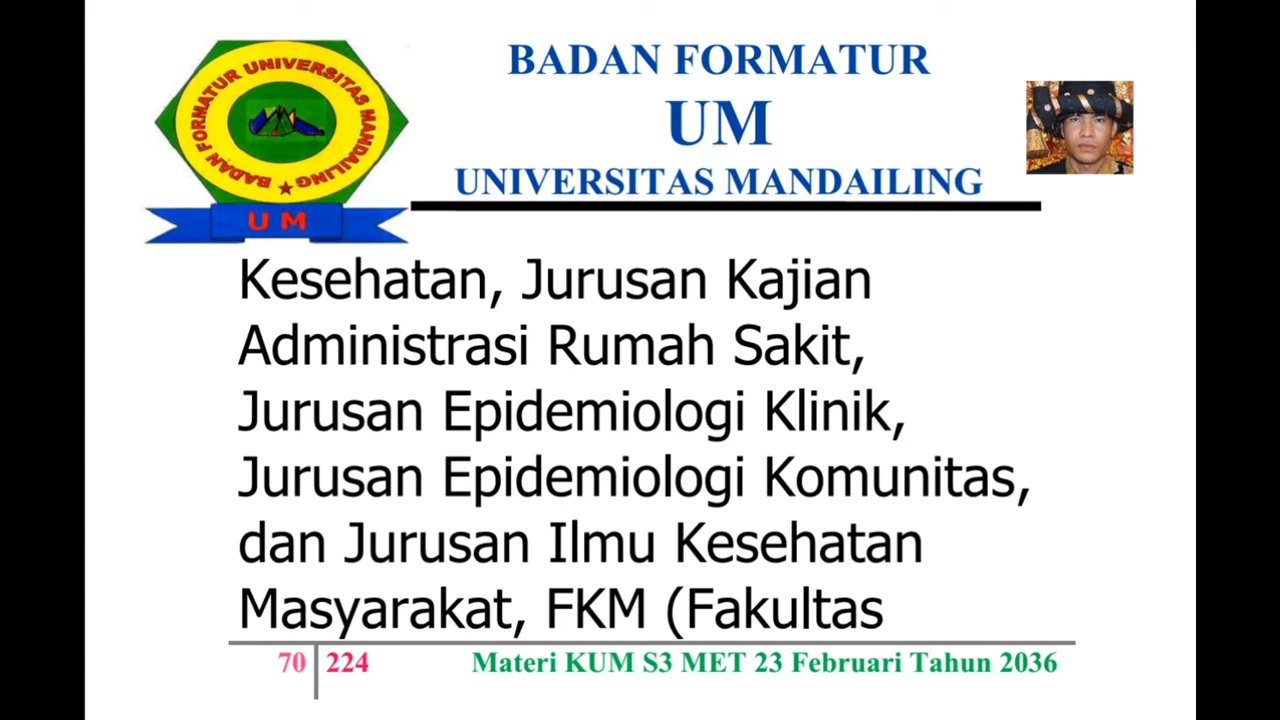 BADAN FORMATUR UNIVERSITAS MANDAILING
UM
BADAN FORMATUR
UM
UNIVERSITAS MANDAILING
Kesehatan, Jurusan Kajian
Administrasi Rumah Sakit,
Jurusan Epidemiologi Klinik,
Jurusan Epidemiologi Komunitas,
dan Jurusan Ilmu Kesehatan
Masyarakat, FKM (Fakultas
70 224 Materi KUM S3 MET 23 Februari Tahun 2036